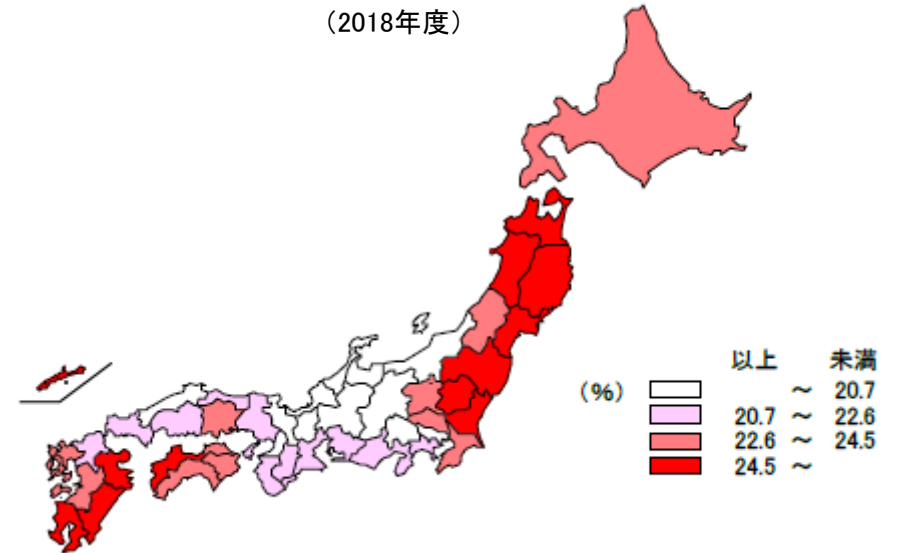 （2018年度）
以上 未満
（％） ～ 20.7
20.7 ～ 22.6
22.6 ～ 24.5
24.5 ～